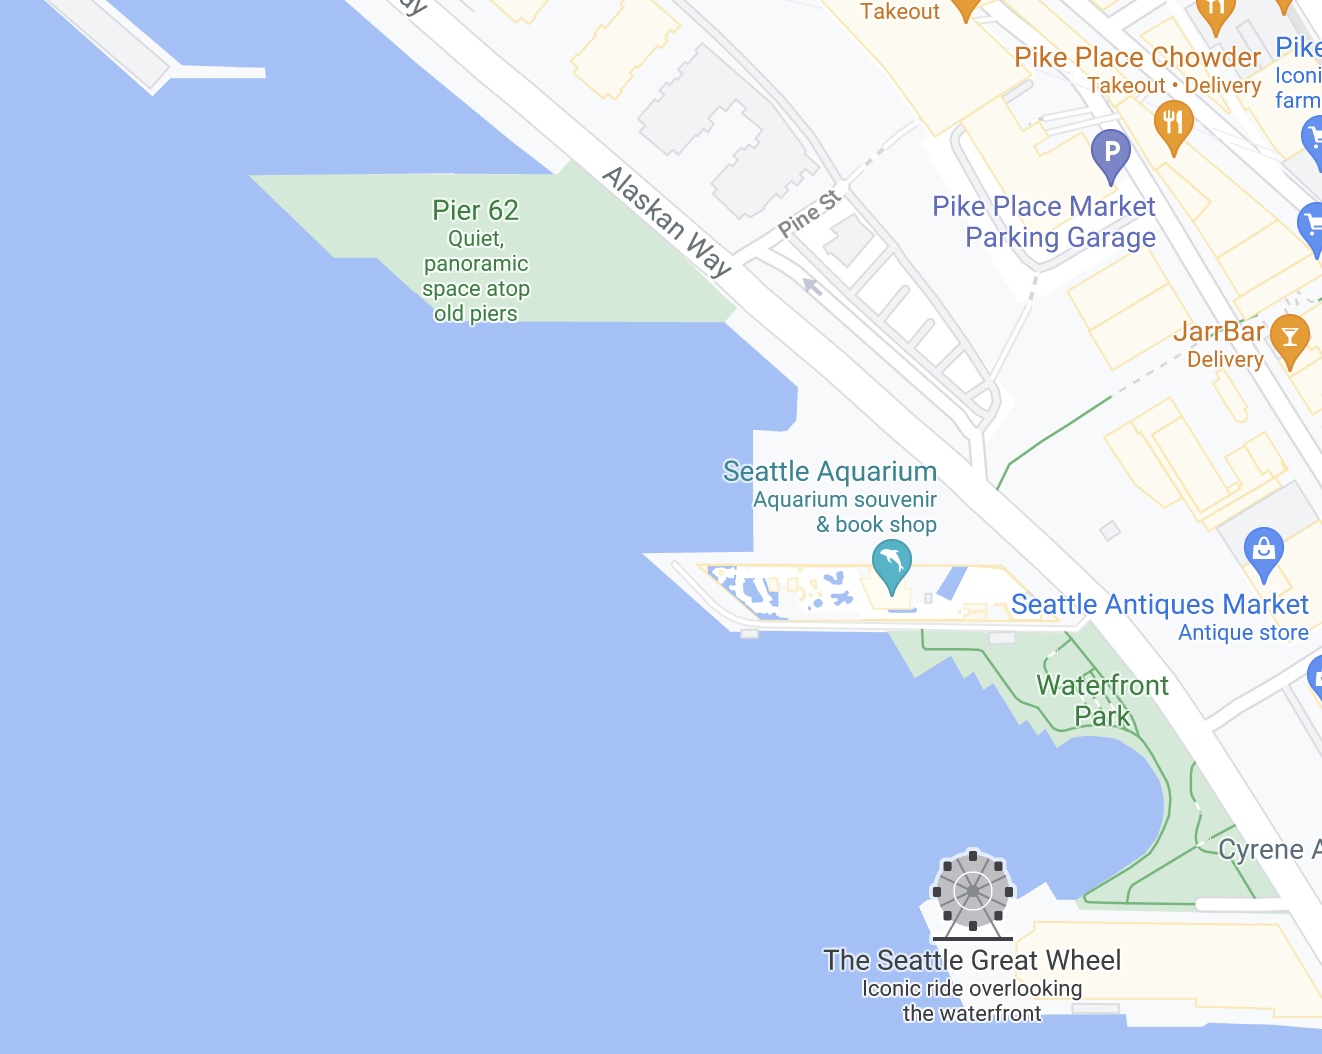 Takeout
Pike Place Chowder
Takeout • Delivery
Pike
Iconi
farm
P
Pike Place Market
Parking Garage
Alaskan Way
Pine St
Pier 62
Quiet,
panoramic
space atop
old piers
JarrBar
Delivery
Seattle Aquarium
Aquarium souvenir
& book shop
Seattle Antiques Market
Antique store
Waterfront
Park
Cyrene A
The Seattle Great Wheel
Iconic ride overlooking
the waterfront